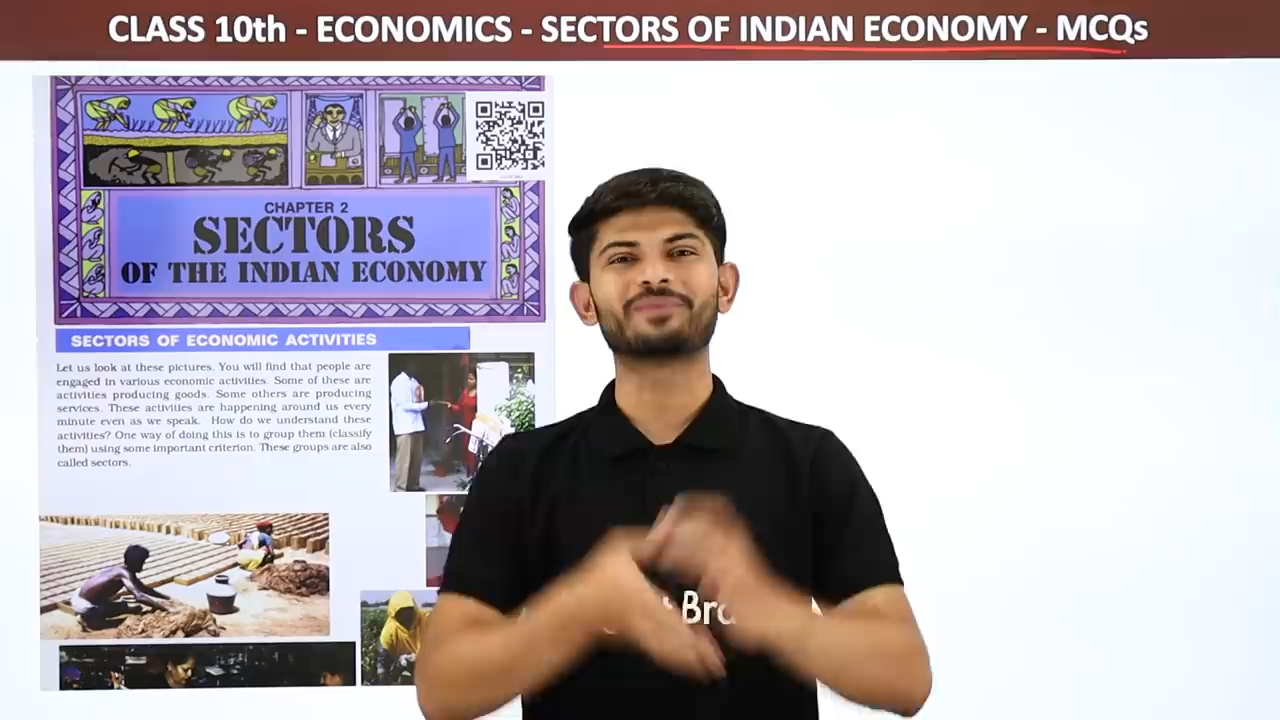 CLASS 10th - ECONOMICS - SECTORS OF INDIAN ECONOMY - MCQs
CHAPTER 2
SECTORS
OF THE INDIAN ECONOMY
SECTORS OF ECONOMIC ACTIVITIES
Let us look at these pictures. You will find that people are
engaged in various economic activities. Some of these are
activities producing goods. Some others are producing
services. These activities are happening around us every
minute even as we speak. How do we understand these
activities? One way of doing this is to group them (classify
them) using some important criterion. These groups are also
called sectors.